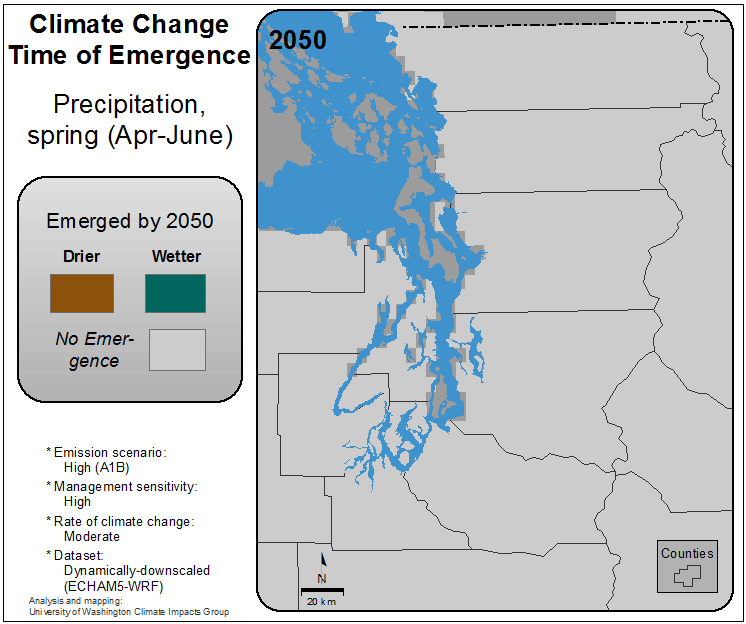 Climate Change
Time of Emergence
Precipitation,
spring (Apr-June)
Emerged by 2050
Drier
Wetter
No Emer-
gence
* Emission scenario:
High (A1B)
* Management sensitivity:
High
* Rate of climate change:
Moderate
* Dataset:
Dynamically-downscaled
(ECHAM5-WRF)
Analysis and mapping:
University of Washington Climate Impacts Group
2050
N
20 km
Counties